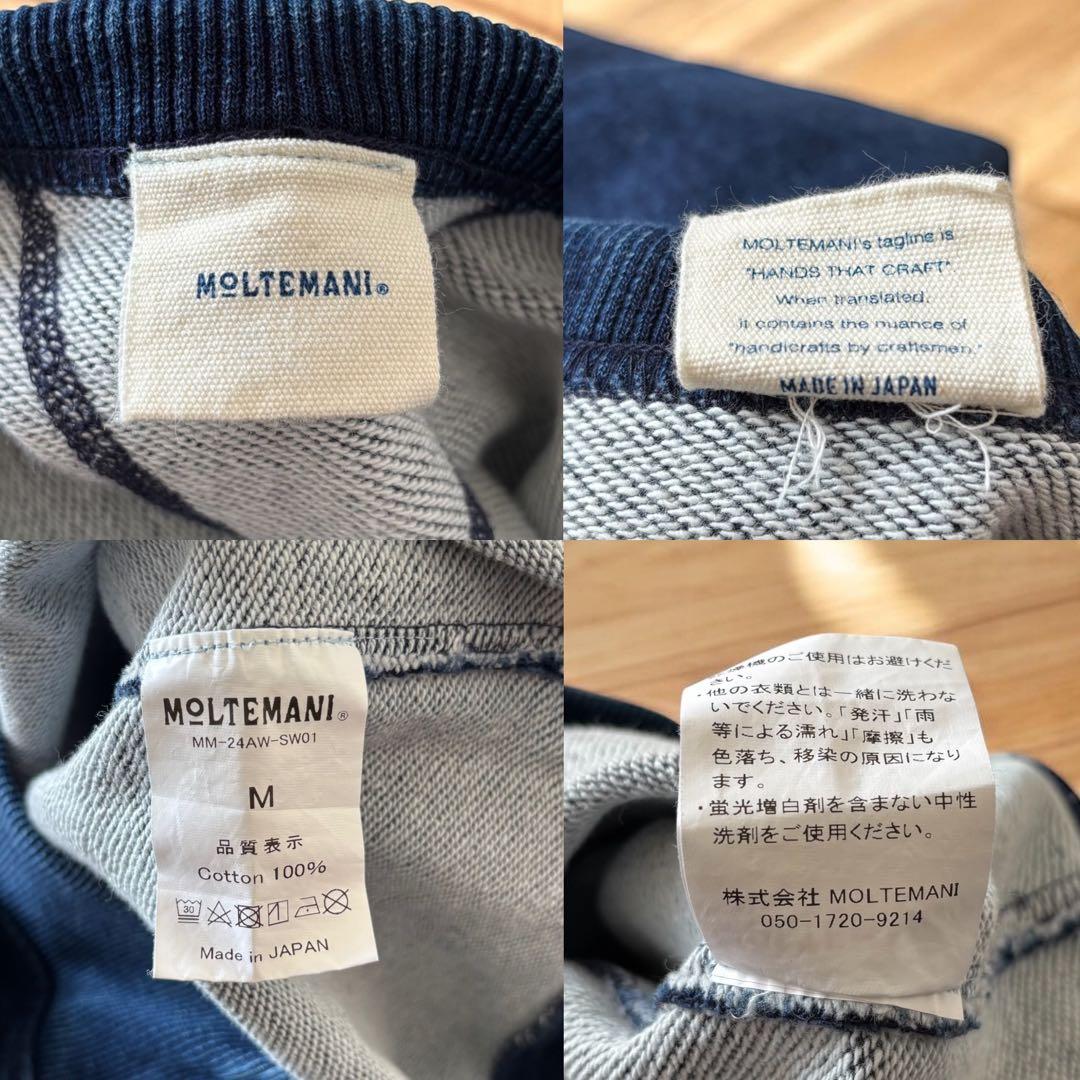 MOLTEMANI®
MOLTEMANI's tagline is
"HANDS THAT CRAFT"
When translated,
it contains the nuance of
"handicrafts by craftsmen."
MADE IN JAPAN
MOLTEMANI®
MM-24AW-SW01
M
品質表示
Cotton 100%
30
Made in JAPAN
機のご使用はお避けくだ
さい。
・他の衣類とは一緒に洗わな
いでください。「発汗」「雨
等による濡れ」「摩擦」も
色落ち、移染の原因になり
ます。
・蛍光増白剤を含まない中性
洗剤をご使用ください。
株式会社 MOLTEMANI
050-1720-9214